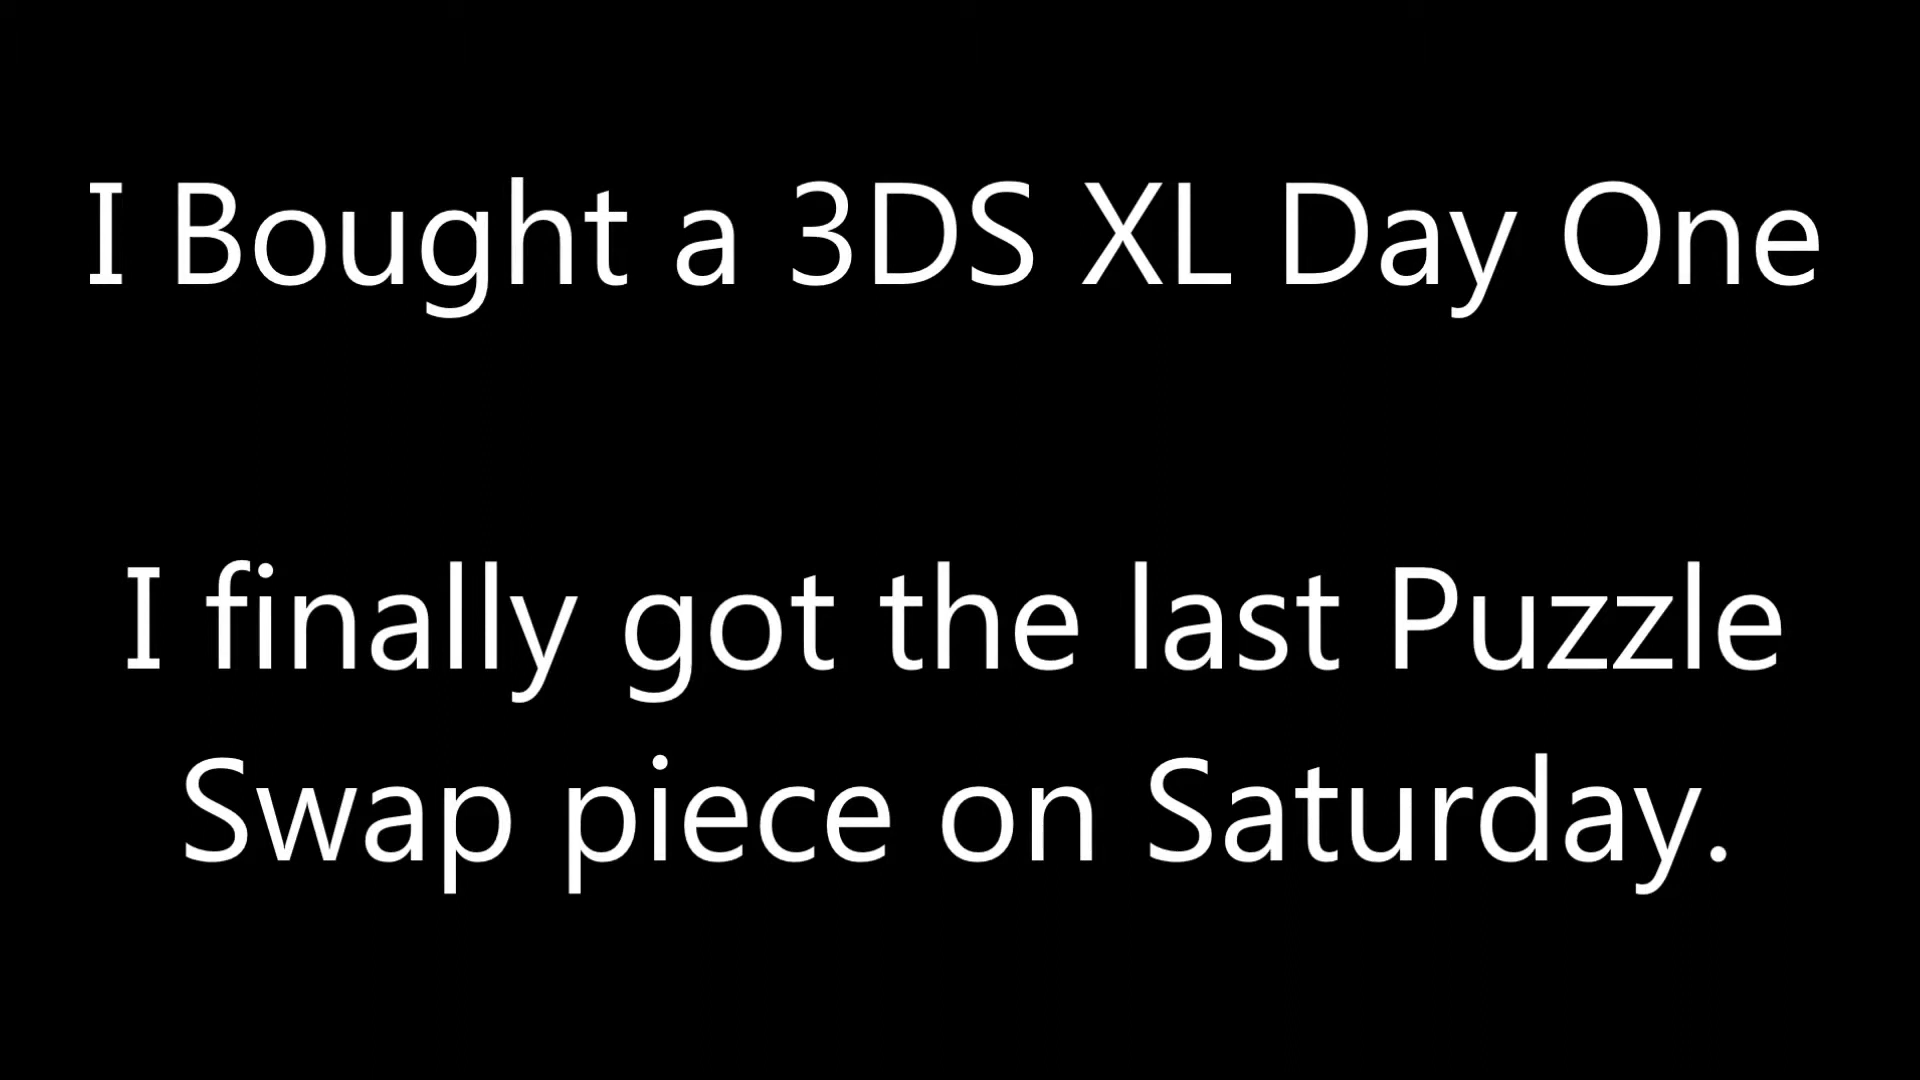 I Bought a 3DS XL Day One
I finally got the last Puzzle
Swap piece on Saturday.